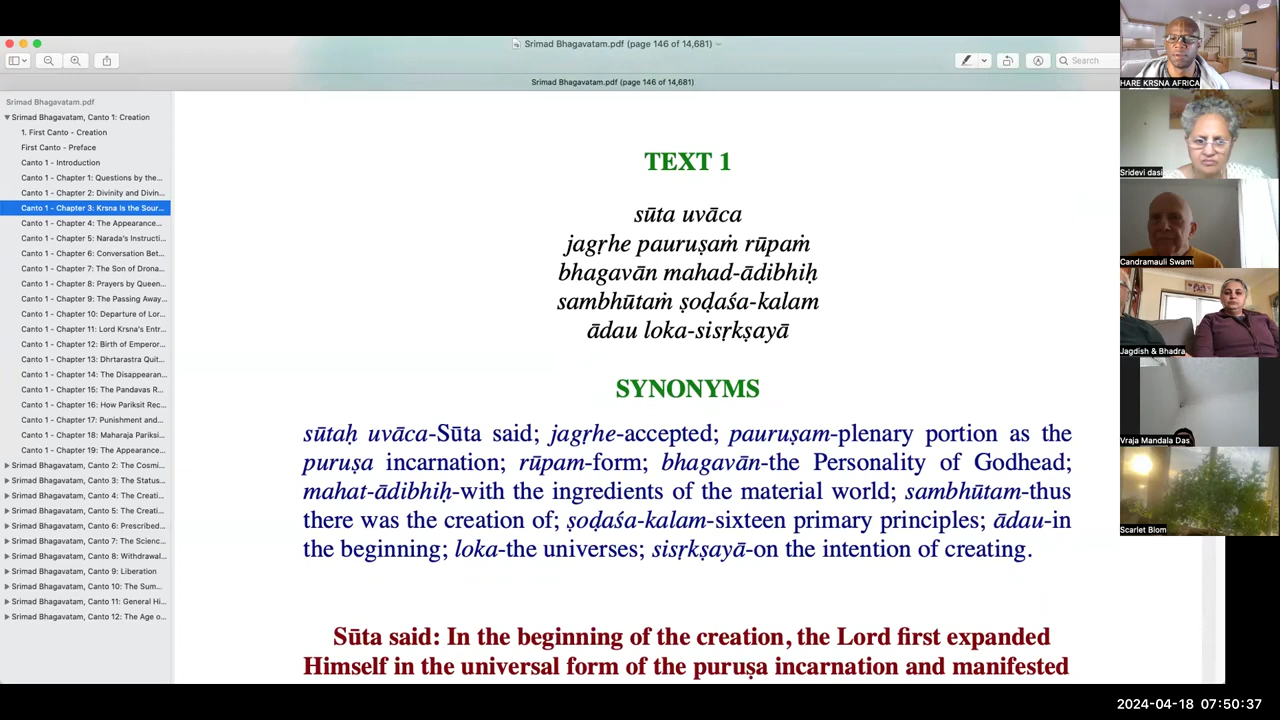 Srimad Bhagavatam.pdf (page 146 of 14,681)
Search
Srimad Bhagavatam.pdf (page 146 of 14,681)
Srimad Bhagavatam.pdf
Srimad Bhagavatam, Canto 1: Creation
1. First Canto - Creation
First Canto - Preface
Canto 1 - Introduction
Canto 1 - Chapter 1: Questions by the...
Canto 1 - Chapter 2: Divinity and Divin...
Canto 1 - Chapter 3: Krsna Is the Sour...
Canto 1 - Chapter 4: The Appearance...
Canto 1 - Chapter 5: Narada's Instructi...
Canto 1 - Chapter 6: Conversation Bet...
Canto 1 - Chapter 7: The Son of Drona...
Canto 1 - Chapter 8: Prayers by Queen...
Canto 1 - Chapter 9: The Passing Away...
Canto 1 - Chapter 10: Departure of Lor...
Canto 1 - Chapter 11: Lord Krsna's Entr...
Canto 1 - Chapter 12: Birth of Emperor...
Canto 1 - Chapter 13: Dhrtarastra Quit...
Canto 1 - Chapter 14: The Disappearan...
Canto 1 - Chapter 15: The Pandavas R...
Canto 1 - Chapter 16: How Pariksit Rec...
Canto 1 - Chapter 17: Punishment and...
Canto 1 - Chapter 18: Maharaja Pariksi...
Canto 1 - Chapter 19: The Appearance...
Srimad Bhagavatam, Canto 2: The Cosmi...
Srimad Bhagavatam, Canto 3: The Status...
Srimad Bhagavatam, Canto 4: The Creati...
Srimad Bhagavatam, Canto 5: The Creati...
Srimad Bhagavatam, Canto 6: Prescribed...
Srimad Bhagavatam, Canto 7: The Scienc...
Srimad Bhagavatam, Canto 8: Withdrawal...
Srimad Bhagavatam, Canto 9: Liberation
Srimad Bhagavatam, Canto 10: The Sum...
Srimad Bhagavatam, Canto 11: General Hi...
Srimad Bhagavatam, Canto 12: The Age o...
TEXT 1
sūta uvāca
jagṛhe pauruṣaṁ rūpaṁ
bhagavān mahad-ādibhiḥ
sambhūtaṁ ṣoḍaśa-kalam
ādau loka-sisṛkṣayā
SYNONYMS
sūtaḥ uvāca-Sūta said; jagṛhe-accepted; pauruṣam-plenary portion as the
puruṣa incarnation; rūpam-form; bhagavān-the Personality of Godhead;
mahat-ādibhiḥ-with the ingredients of the material world; sambhūtam-thus
there was the creation of; ṣoḍaśa-kalam-sixteen primary principles; ādau-in
the beginning; loka-the universes; sisṛkṣayā-on the intention of creating.
Sūta said: In the beginning of the creation, the Lord first expanded
Himself in the universal form of the puruṣa incarnation and manifested
HARE KRSNA AFRICA
Sridevi dasi
Candramauli Swami
Jagdish & Bhadra
Vraja Mandala Das
Scarlet Blom
2024-04-18 07:50:37